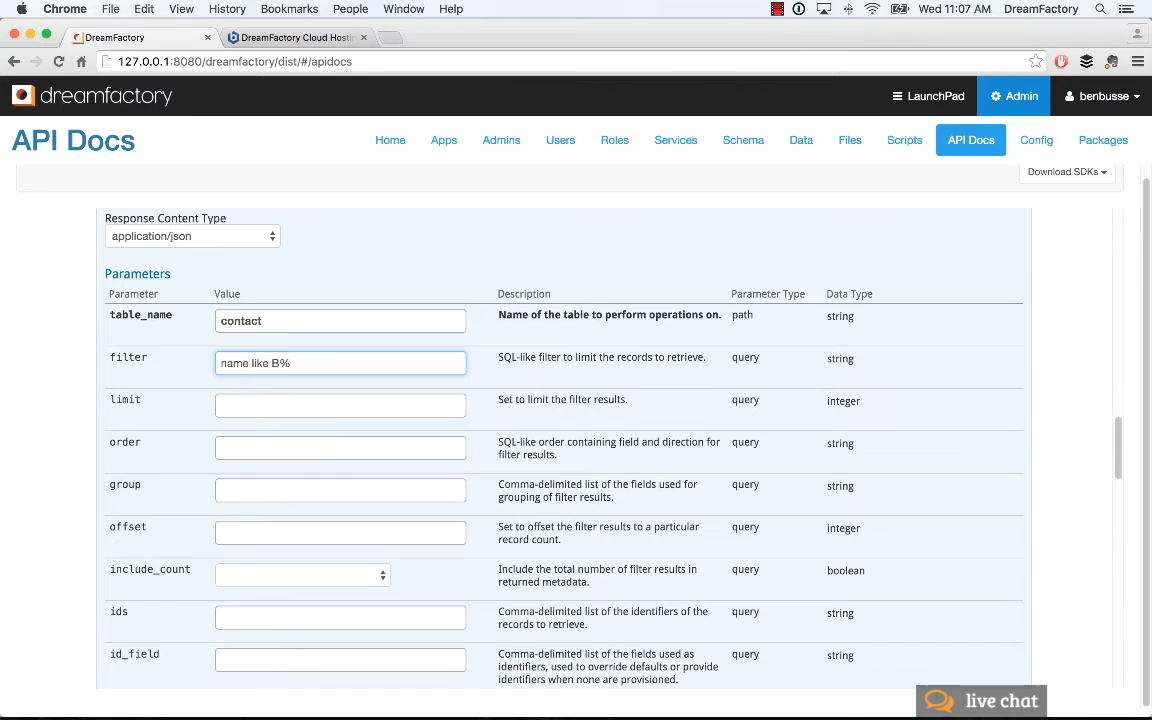 Chrome File Edit View History Bookmarks People Window Help Wed 11:07 AM DreamFactory
DreamFactory × DreamFactory Cloud Hostin ×
127.0.0.1:8080/dreamfactory/dist/#/apidocs
dreamfactory LaunchPad Admin benbusse
API Docs Home Apps Admins Users Roles Services Schema Data Files Scripts API Docs Config Packages
Download SDKs
Response Content Type
application/json
Parameters
Parameter Value Description Parameter Type Data Type
table_name contact Name of the table to perform operations on. path string
filter name like B% SQL-like filter to limit the records to retrieve. query string
limit Set to limit the filter results. query integer
order SQL-like order containing field and direction for query string
filter results.
group Comma-delimited list of the fields used for query string
grouping of filter results.
offset Set to offset the filter results to a particular query integer
record count.
include_count Include the total number of filter results in query boolean
returned metadata.
ids Comma-delimited list of the identifiers of the query string
records to retrieve.
id_field Comma-delimited list of the fields used as query string
identifiers, used to override defaults or provide
identifiers when none are provisioned.
live chat